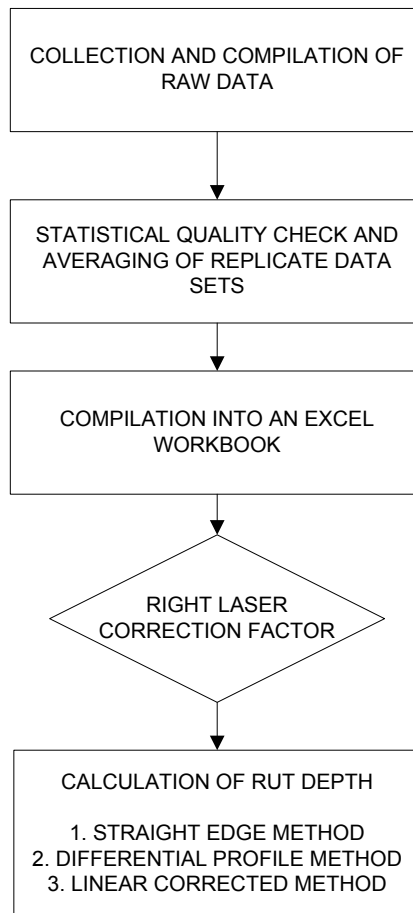 COLLECTION AND COMPILATION OF
RAW DATA
STATISTICAL QUALITY CHECK AND
AVERAGING OF REPLICATE DATA
SETS
COMPILATION INTO AN EXCEL
WORKBOOK
RIGHT LASER
CORRECTION FACTOR
CALCULATION OF RUT DEPTH
1. STRAIGHT EDGE METHOD
2. DIFFERENTIAL PROFILE METHOD
3. LINEAR CORRECTED METHOD